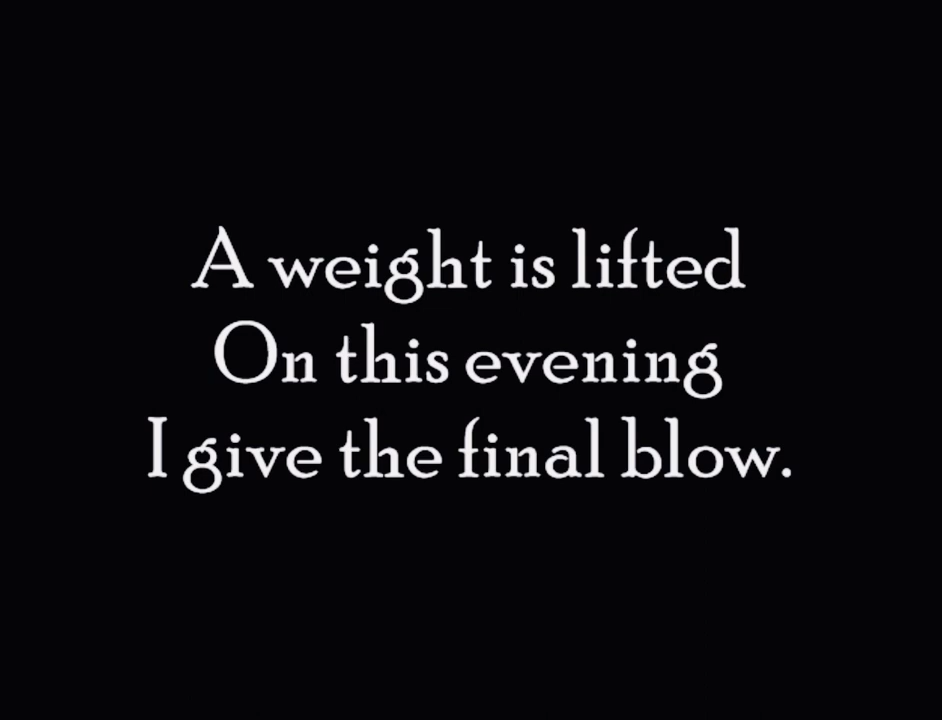 A weight is lifted
On this evening
I give the final blow.